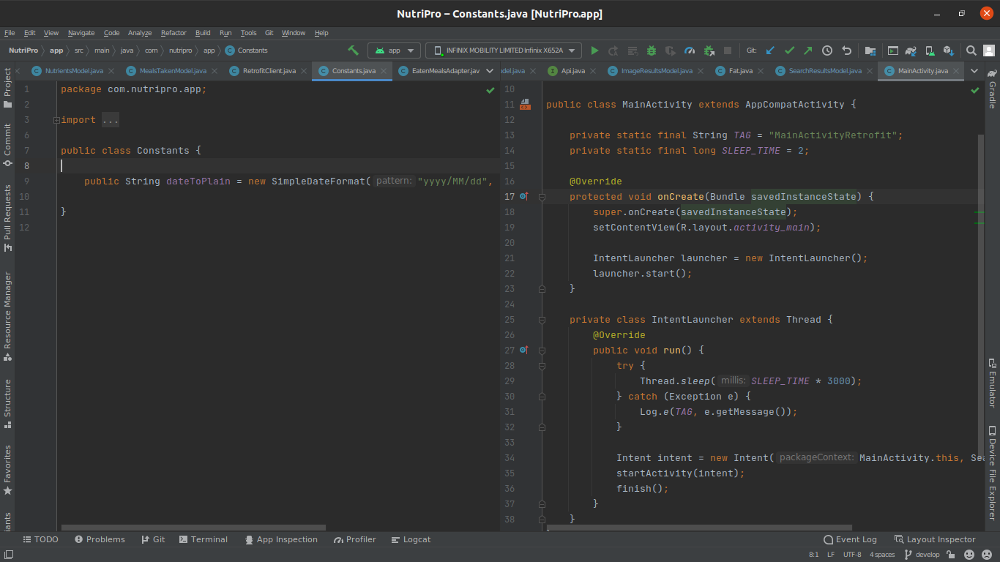 NutriPro – Constants.java [NutriPro.app]
File Edit View Navigate Code Analyze Refactor Build Run Tools Git Window Help
NutriPro app src main java com nutripro app Constants app INFINIX MOBILITY LIMITED Infinix X652A Git:
NutrientsModel.java MealsTakenModel.java RetrofitClient.java Constants.java EatenMealsAdapter.jav del.java Api.java ImageResultsModel.java Fat.java SearchResultsModel.java MainActivity.java
Project
Commit
Pull Requests
Resource Manager
Structure
Favorites
iants
1 package com.nutripro.app;
2
3 import ...
6
7 public class Constants {
8
9 public String dateToPlain = new SimpleDateFormat( pattern: "yyyy/MM/dd",
10
11 }
12
10
11 public class MainActivity extends AppCompatActivity {
12
13 private static final String TAG = "MainActivityRetrofit";
14 private static final long SLEEP_TIME = 2;
15
16 @Override
17 protected void onCreate(Bundle savedInstanceState) {
18 super.onCreate(savedInstanceState);
19 setContentView(R.layout.activity_main);
20
21 IntentLauncher launcher = new IntentLauncher();
22 launcher.start();
23 }
24
25 private class IntentLauncher extends Thread {
26 @Override
27 public void run() {
28 try {
29 Thread.sleep( millis: SLEEP_TIME * 3000);
30 } catch (Exception e) {
31 Log.e(TAG, e.getMessage());
32 }
33
34 Intent intent = new Intent( packageContext: MainActivity.this, Sea
35 startActivity(intent);
36 finish();
37 }
38 }
Gradle
Emulator
Device File Explorer
TODO Problems Git Terminal App Inspection Profiler Logcat Event Log Layout Inspector
8:1 LF UTF-8 4 spaces develop